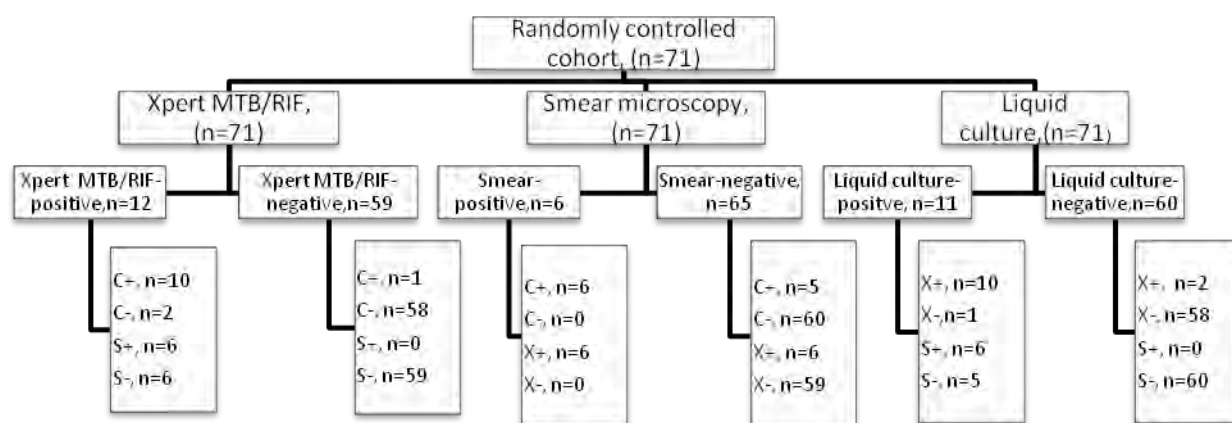 Randomly controlled
cohort, (n=71)
Xpert MTB/RIF,
(n=71)
Smear microscopy,
(n=71)
Liquid
culture,(n=71)
Xpert MTB/RIF-
positive,n=12
Xpert MTB/RIF-
negative,n=59
Smear-
positive,n=6
Smear-negative,
n=65
Liquid culture-
positve, n=11
Liquid culture-
negative,n=60
C+, n=10
C-, n=2
S+, n=6
S-, n=6
C+, n=1
C-, n=58
S+, n=0
S-, n=59
C+, n=6
C-, n=0
X+, n=6
X-, n=0
C+, n=5
C-, n=60
X+, n=6
X-, n=59
X+, n=10
X-, n=1
S+, n=6
S-, n=5
X+, n=2
X-, n=58
S+, n=0
S-, n=60